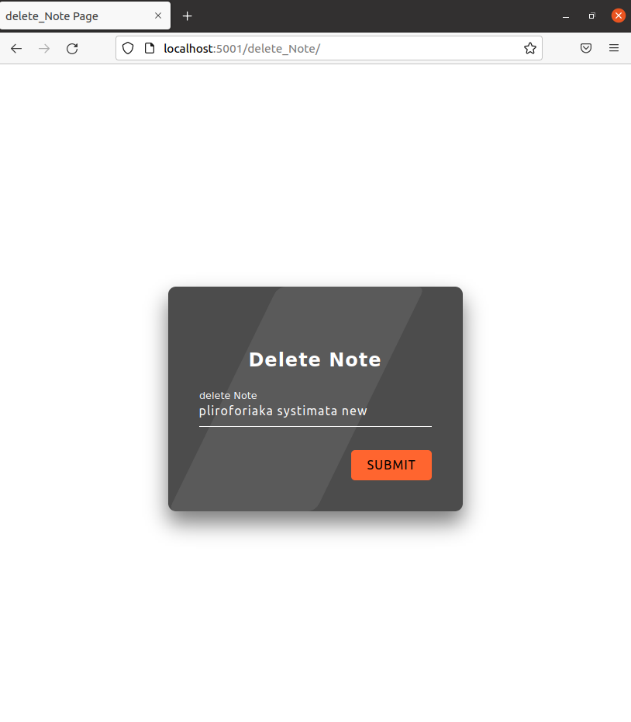 delete_Note Page
localhost:5001/delete_Note/
Delete Note
delete Note
pliroforiaka systimata new
SUBMIT